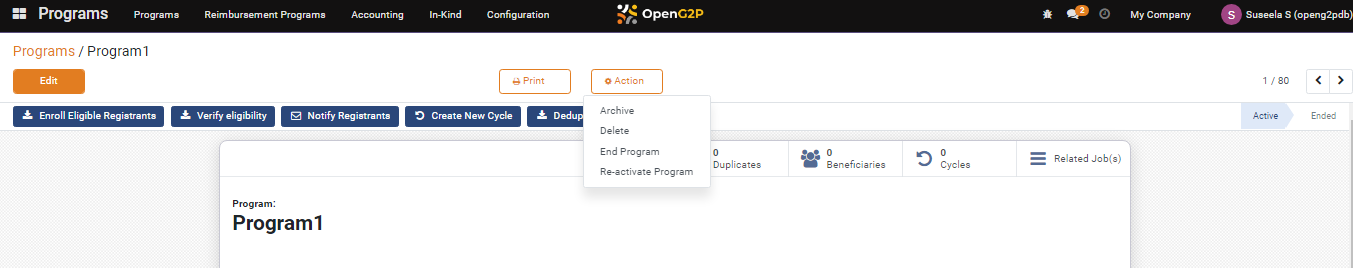 Programs Programs Reimbursement Programs Accounting In-Kind Configuration OpenG2P 2 My Company S Suseela S (openg2pdb)
Programs / Program1
Edit Print Action 1 / 80
Archive
Enroll Eligible Registrants Verify eligibility Notify Registrants Create New Cycle Dedup Active Ended
Delete
End Program
Re-activate Program
0 Duplicates
0 Beneficiaries
0 Cycles
Related Job(s)
Program:
Program1